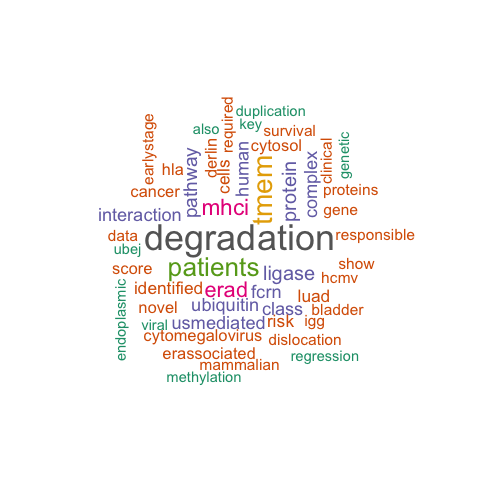 duplication
also
key
required
survival
earlystage
derlin
cytosol
genetic
hla
cells
human
clinical
pathway
tmem
protein
complex
cancer
proteins
mhci
interaction
gene
data
degradation
responsible
ubej
score
patients
ligase
show
hcmv
endoplasmic
identified
erad
fcrn
luad
novel
ubiquitin
class
bladder
viral
usmediated
risk
igg
cytomegalovirus
dislocation
erassociated
regression
mammalian
methylation